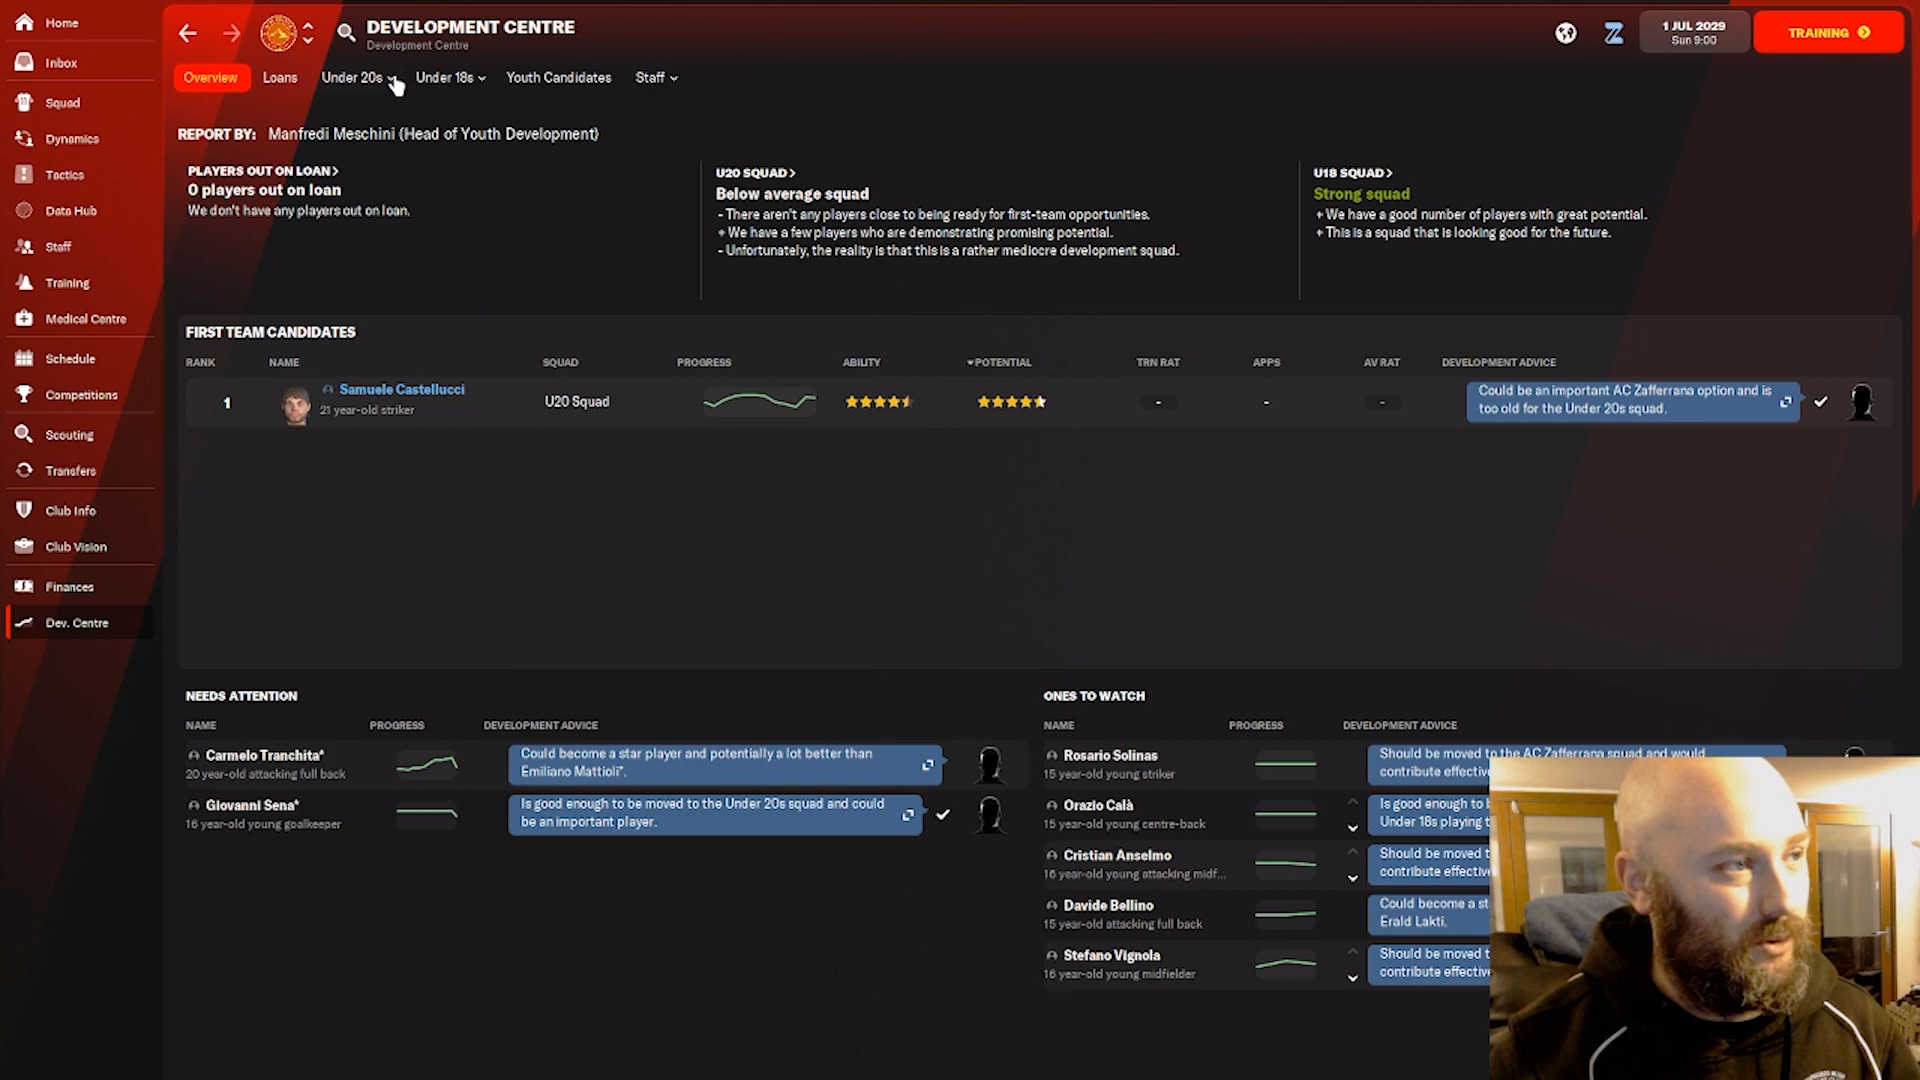 Home
DEVELOPMENT CENTRE
Development Centre
1 JUL 2029
Sun 9:00
TRAINING
Inbox
Squad
Dynamics
Tactics
Data Hub
Staff
Training
Medical Centre
Schedule
Competitions
Scouting
Transfers
Club Info
Club Vision
Finances
Dev. Centre
Overview
Loans
Under 20s
Under 18s
Youth Candidates
Staff
REPORT BY: Manfredi Meschini (Head of Youth Development)
PLAYERS OUT ON LOAN>
0 players out on loan
We don't have any players out on loan.
U20 SQUAD>
Below average squad
- There aren't any players close to being ready for first-team opportunities.
+ We have a few players who are demonstrating promising potential.
- Unfortunately, the reality is that this is a rather mediocre development squad.
U18 SQUAD>
Strong squad
+ We have a good number of players with great potential.
+ This is a squad that is looking good for the future.
FIRST TEAM CANDIDATES
RANK NAME SQUAD PROGRESS ABILITY POTENTIAL TRN RAT APPS AV RAT DEVELOPMENT ADVICE
1 Samuele Castellucci
21 year-old striker
U20 Squad
- - -
Could be an important AC Zafferrana option and is
too old for the Under 20s squad.
NEEDS ATTENTION
NAME PROGRESS DEVELOPMENT ADVICE
Carmelo Tranchita*
20 year-old attacking full back
Could become a star player and potentially a lot better than
Emiliano Mattioli*.
Giovanni Sena*
16 year-old young goalkeeper
Is good enough to be moved to the Under 20s squad and could
be an important player.
ONES TO WATCH
NAME PROGRESS DEVELOPMENT ADVICE
Rosario Solinas
15 year-old young striker
Should be moved to the AC Zafferrana squad and would
contribute effectiv
Orazio Calà
15 year-old young centre-back
Is good enough to b
Under 18s playing t
Cristian Anselmo
16 year-old young attacking midf...
Should be moved t
contribute effectiv
Davide Bellino
15 year-old attacking full back
Could become a st
Erald Lakti.
Stefano Vignola
16 year-old young midfielder
Should be moved t
contribute effectiv